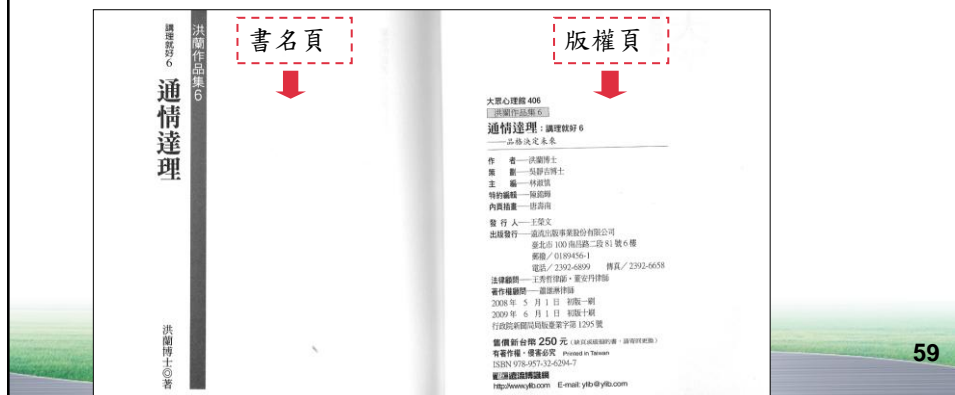 書名頁
版權頁
講理就好6
通情達理
洪蘭博士◎著
洪蘭作品集6
大眾心理館 406
洪蘭作品集 6
通情達理：講理就好 6
——品格決定未來
作　者——洪蘭博士
策　劃——吳靜吉博士
主　編——林淑慎
特約編輯——陳錦輝
內頁插畫——唐壽南
發 行 人——王榮文
出版發行——遠流出版事業股份有限公司
臺北市 100 南昌路二段 81 號 6 樓
郵撥／0189456-1
電話／2392-6899　傳真／2392-6658
法律顧問——王秀哲律師・董安丹律師
著作權顧問——蕭雄淋律師
2008 年 5 月 1 日 初版一刷
2009 年 6 月 1 日 初版十刷
行政院新聞局局版臺業字第 1295 號
售價新台幣 250 元（缺頁或破損的書，請寄回更換）
有著作權・侵害必究 Printed in Taiwan
ISBN 978-957-32-6294-7
遠流博識網
http://www.ylib.com E-mail: ylib@ylib.com
59